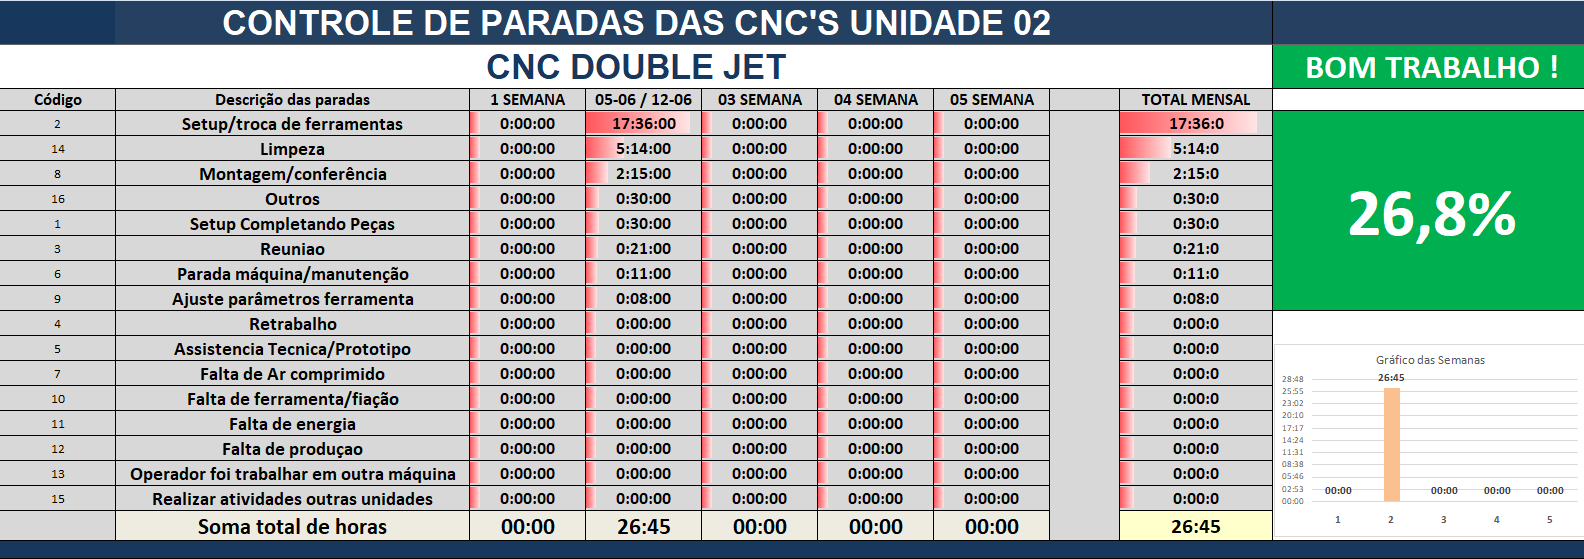 CONTROLE DE PARADAS DAS CNC'S UNIDADE 02
CNC DOUBLE JET
BOM TRABALHO !
Código Descrição das paradas 1 SEMANA 05-06 / 12-06 03 SEMANA 04 SEMANA 05 SEMANA TOTAL MENSAL
2 Setup/troca de ferramentas 0:00:00 17:36:00 0:00:00 0:00:00 0:00:00 17:36:0
14 Limpeza 0:00:00 5:14:00 0:00:00 0:00:00 0:00:00 5:14:0
8 Montagem/conferência 0:00:00 2:15:00 0:00:00 0:00:00 0:00:00 2:15:0
16 Outros 0:00:00 0:30:00 0:00:00 0:00:00 0:00:00 0:30:0
1 Setup Completando Peças 0:00:00 0:30:00 0:00:00 0:00:00 0:00:00 0:30:0
3 Reuniao 0:00:00 0:21:00 0:00:00 0:00:00 0:00:00 0:21:0
6 Parada máquina/manutenção 0:00:00 0:11:00 0:00:00 0:00:00 0:00:00 0:11:0
9 Ajuste parâmetros ferramenta 0:00:00 0:08:00 0:00:00 0:00:00 0:00:00 0:08:0
4 Retrabalho 0:00:00 0:00:00 0:00:00 0:00:00 0:00:00 0:00:0
5 Assistencia Tecnica/Prototipo 0:00:00 0:00:00 0:00:00 0:00:00 0:00:00 0:00:0
7 Falta de Ar comprimido 0:00:00 0:00:00 0:00:00 0:00:00 0:00:00 0:00:0
10 Falta de ferramenta/fiação 0:00:00 0:00:00 0:00:00 0:00:00 0:00:00 0:00:0
11 Falta de energia 0:00:00 0:00:00 0:00:00 0:00:00 0:00:00 0:00:0
12 Falta de produçao 0:00:00 0:00:00 0:00:00 0:00:00 0:00:00 0:00:0
13 Operador foi trabalhar em outra máquina 0:00:00 0:00:00 0:00:00 0:00:00 0:00:00 0:00:0
15 Realizar atividades outras unidades 0:00:00 0:00:00 0:00:00 0:00:00 0:00:00 0:00:0
Soma total de horas 00:00 26:45 00:00 00:00 00:00 26:45
26,8%
Gráfico das Semanas
26:45
28:48
25:55
23:02
20:10
17:17
14:24
11:31
08:38
05:46
02:53
00:00
00:00 00:00 00:00 00:00
1 2 3 4 5